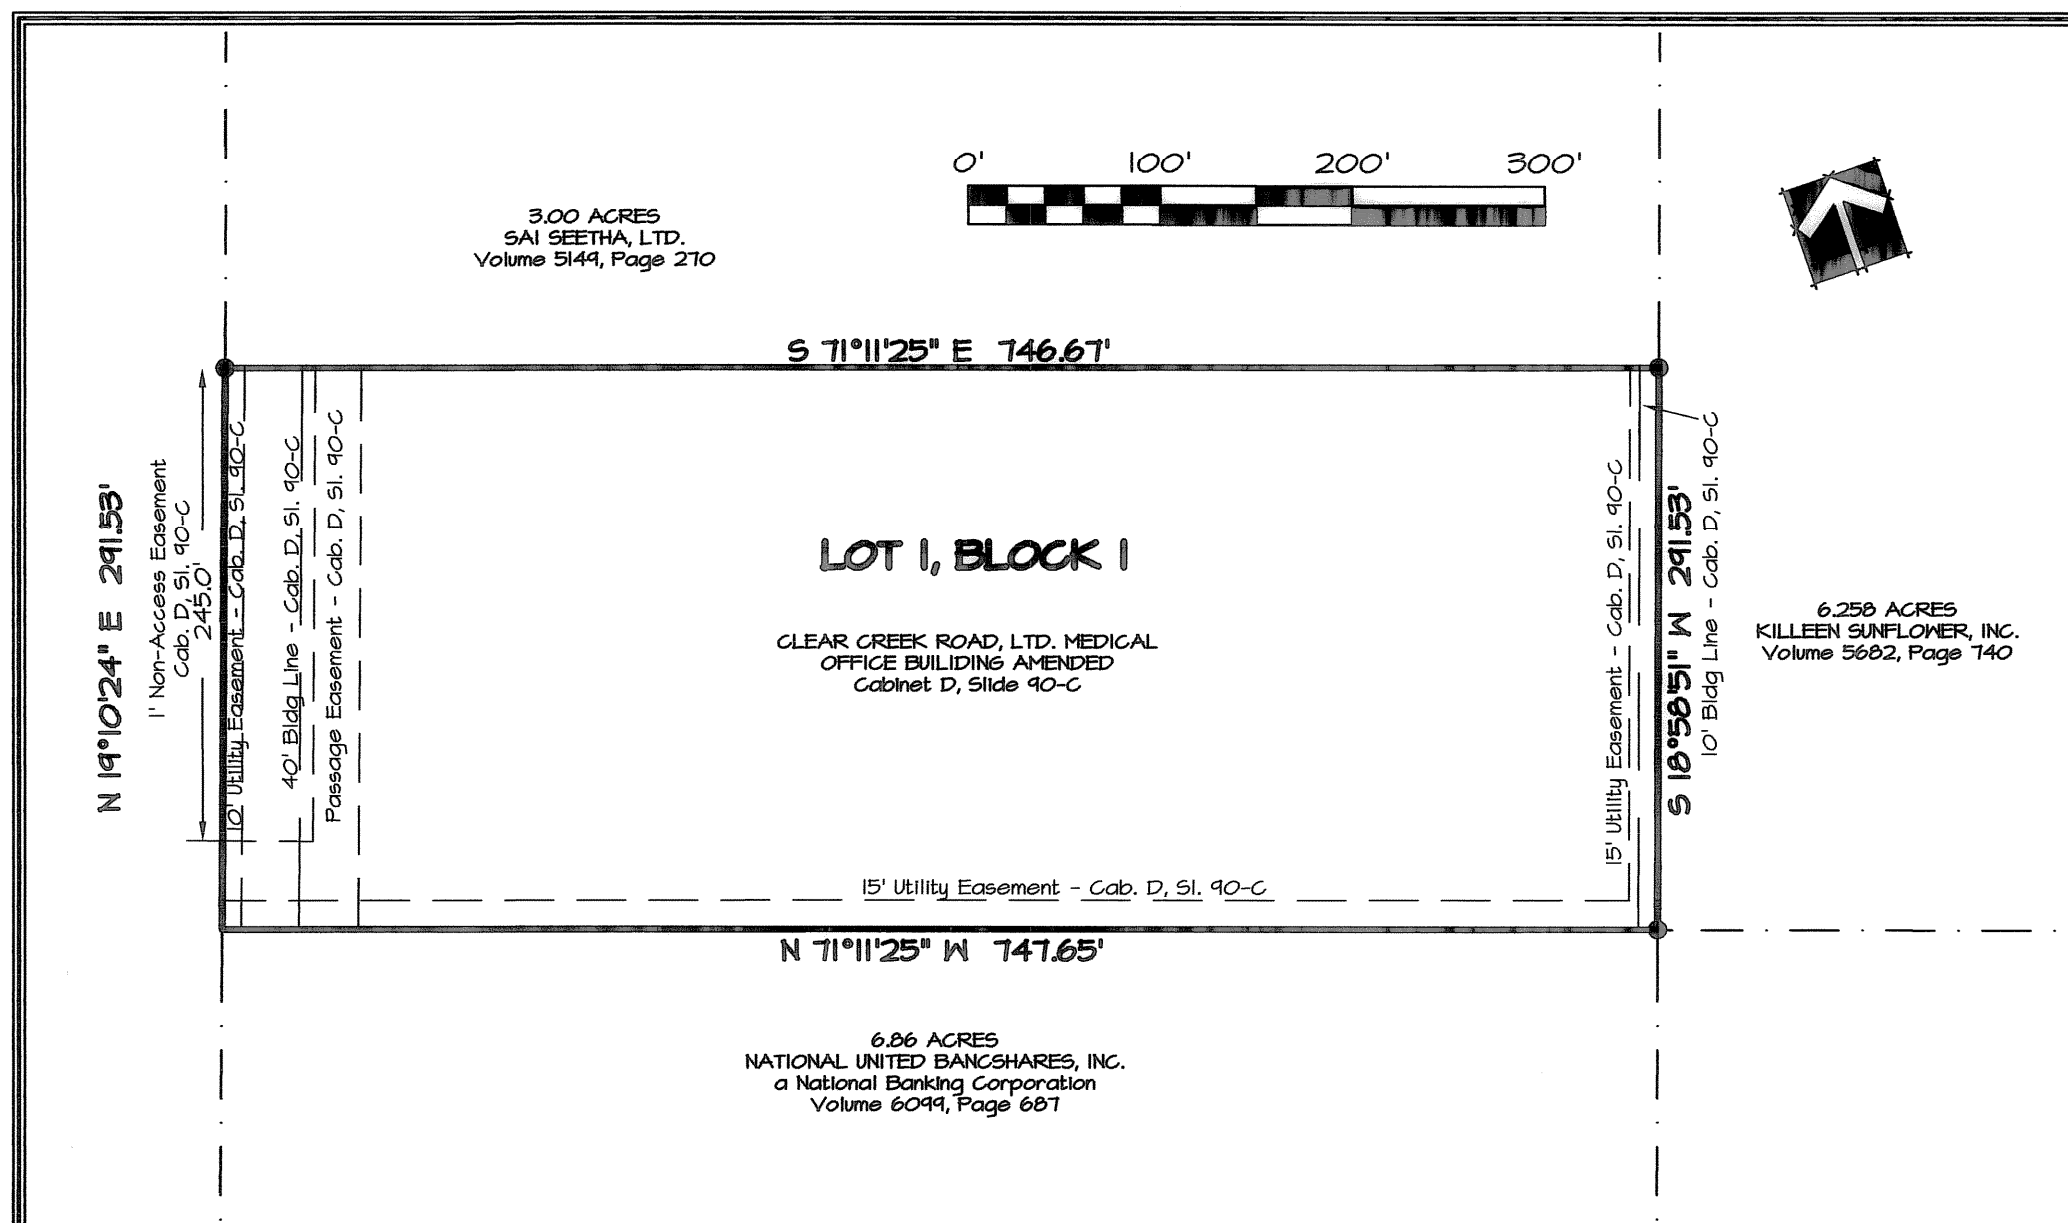 0' 100' 200' 300'
3.00 ACRES
SAI SEETHA, LTD.
Volume 5149, Page 270
S 71°11'25" E 746.67'
N 19°10'24" E 291.53'
1' Non-Access Easement
Cab. D, Sl. 90-C
245.0'
10' Utility Easement - Cab. D, Sl. 90-C
40' Bldg Line - Cab. D, Sl. 90-C
Passage Easement - Cab. D, Sl. 90-C
LOT 1, BLOCK 1
CLEAR CREEK ROAD, LTD. MEDICAL
OFFICE BUILIDING AMENDED
Cabinet D, Slide 90-C
15' Utility Easement - Cab. D, Sl. 90-C
S 18°58'51" W 291.53'
10' Bldg Line - Cab. D, Sl. 90-C
6.258 ACRES
KILLEEN SUNFLOWER, INC.
Volume 5682, Page 740
15' Utility Easement - Cab. D, Sl. 90-C
N 71°11'25" W 747.65'
6.86 ACRES
NATIONAL UNITED BANCSHARES, INC.
a National Banking Corporation
Volume 6099, Page 687